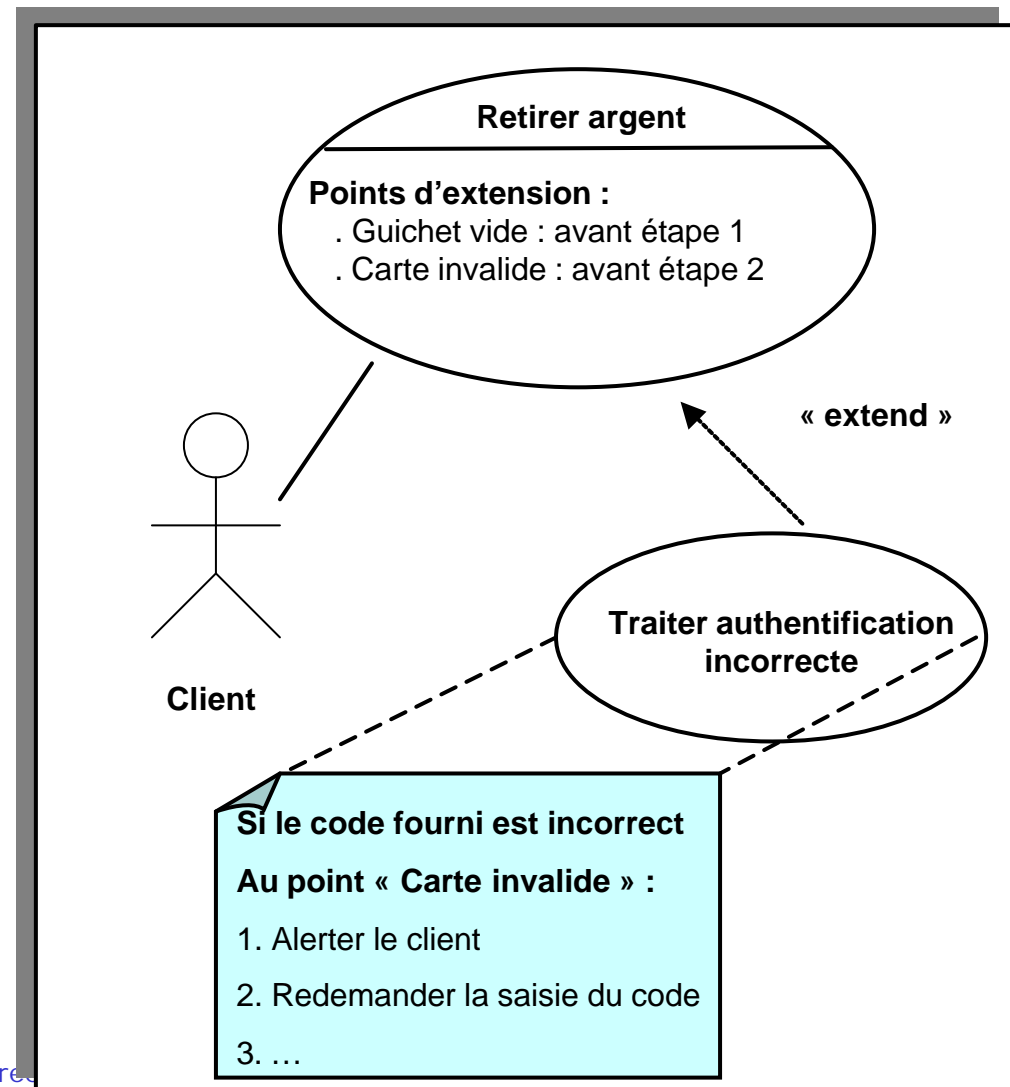 Retirer argent
Points d’extension :
. Guichet vide : avant étape 1
. Carte invalide : avant étape 2
« extend »
Traiter authentification
incorrecte
Client
Si le code fourni est incorrect
Au point « Carte invalide » :
1. Alerter le client
2. Redemander la saisie du code
3. …